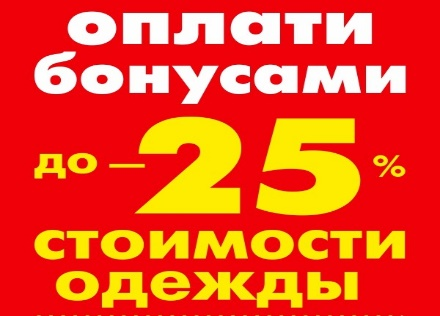 оплати
бонусами
до –25%
стоимости
одежды